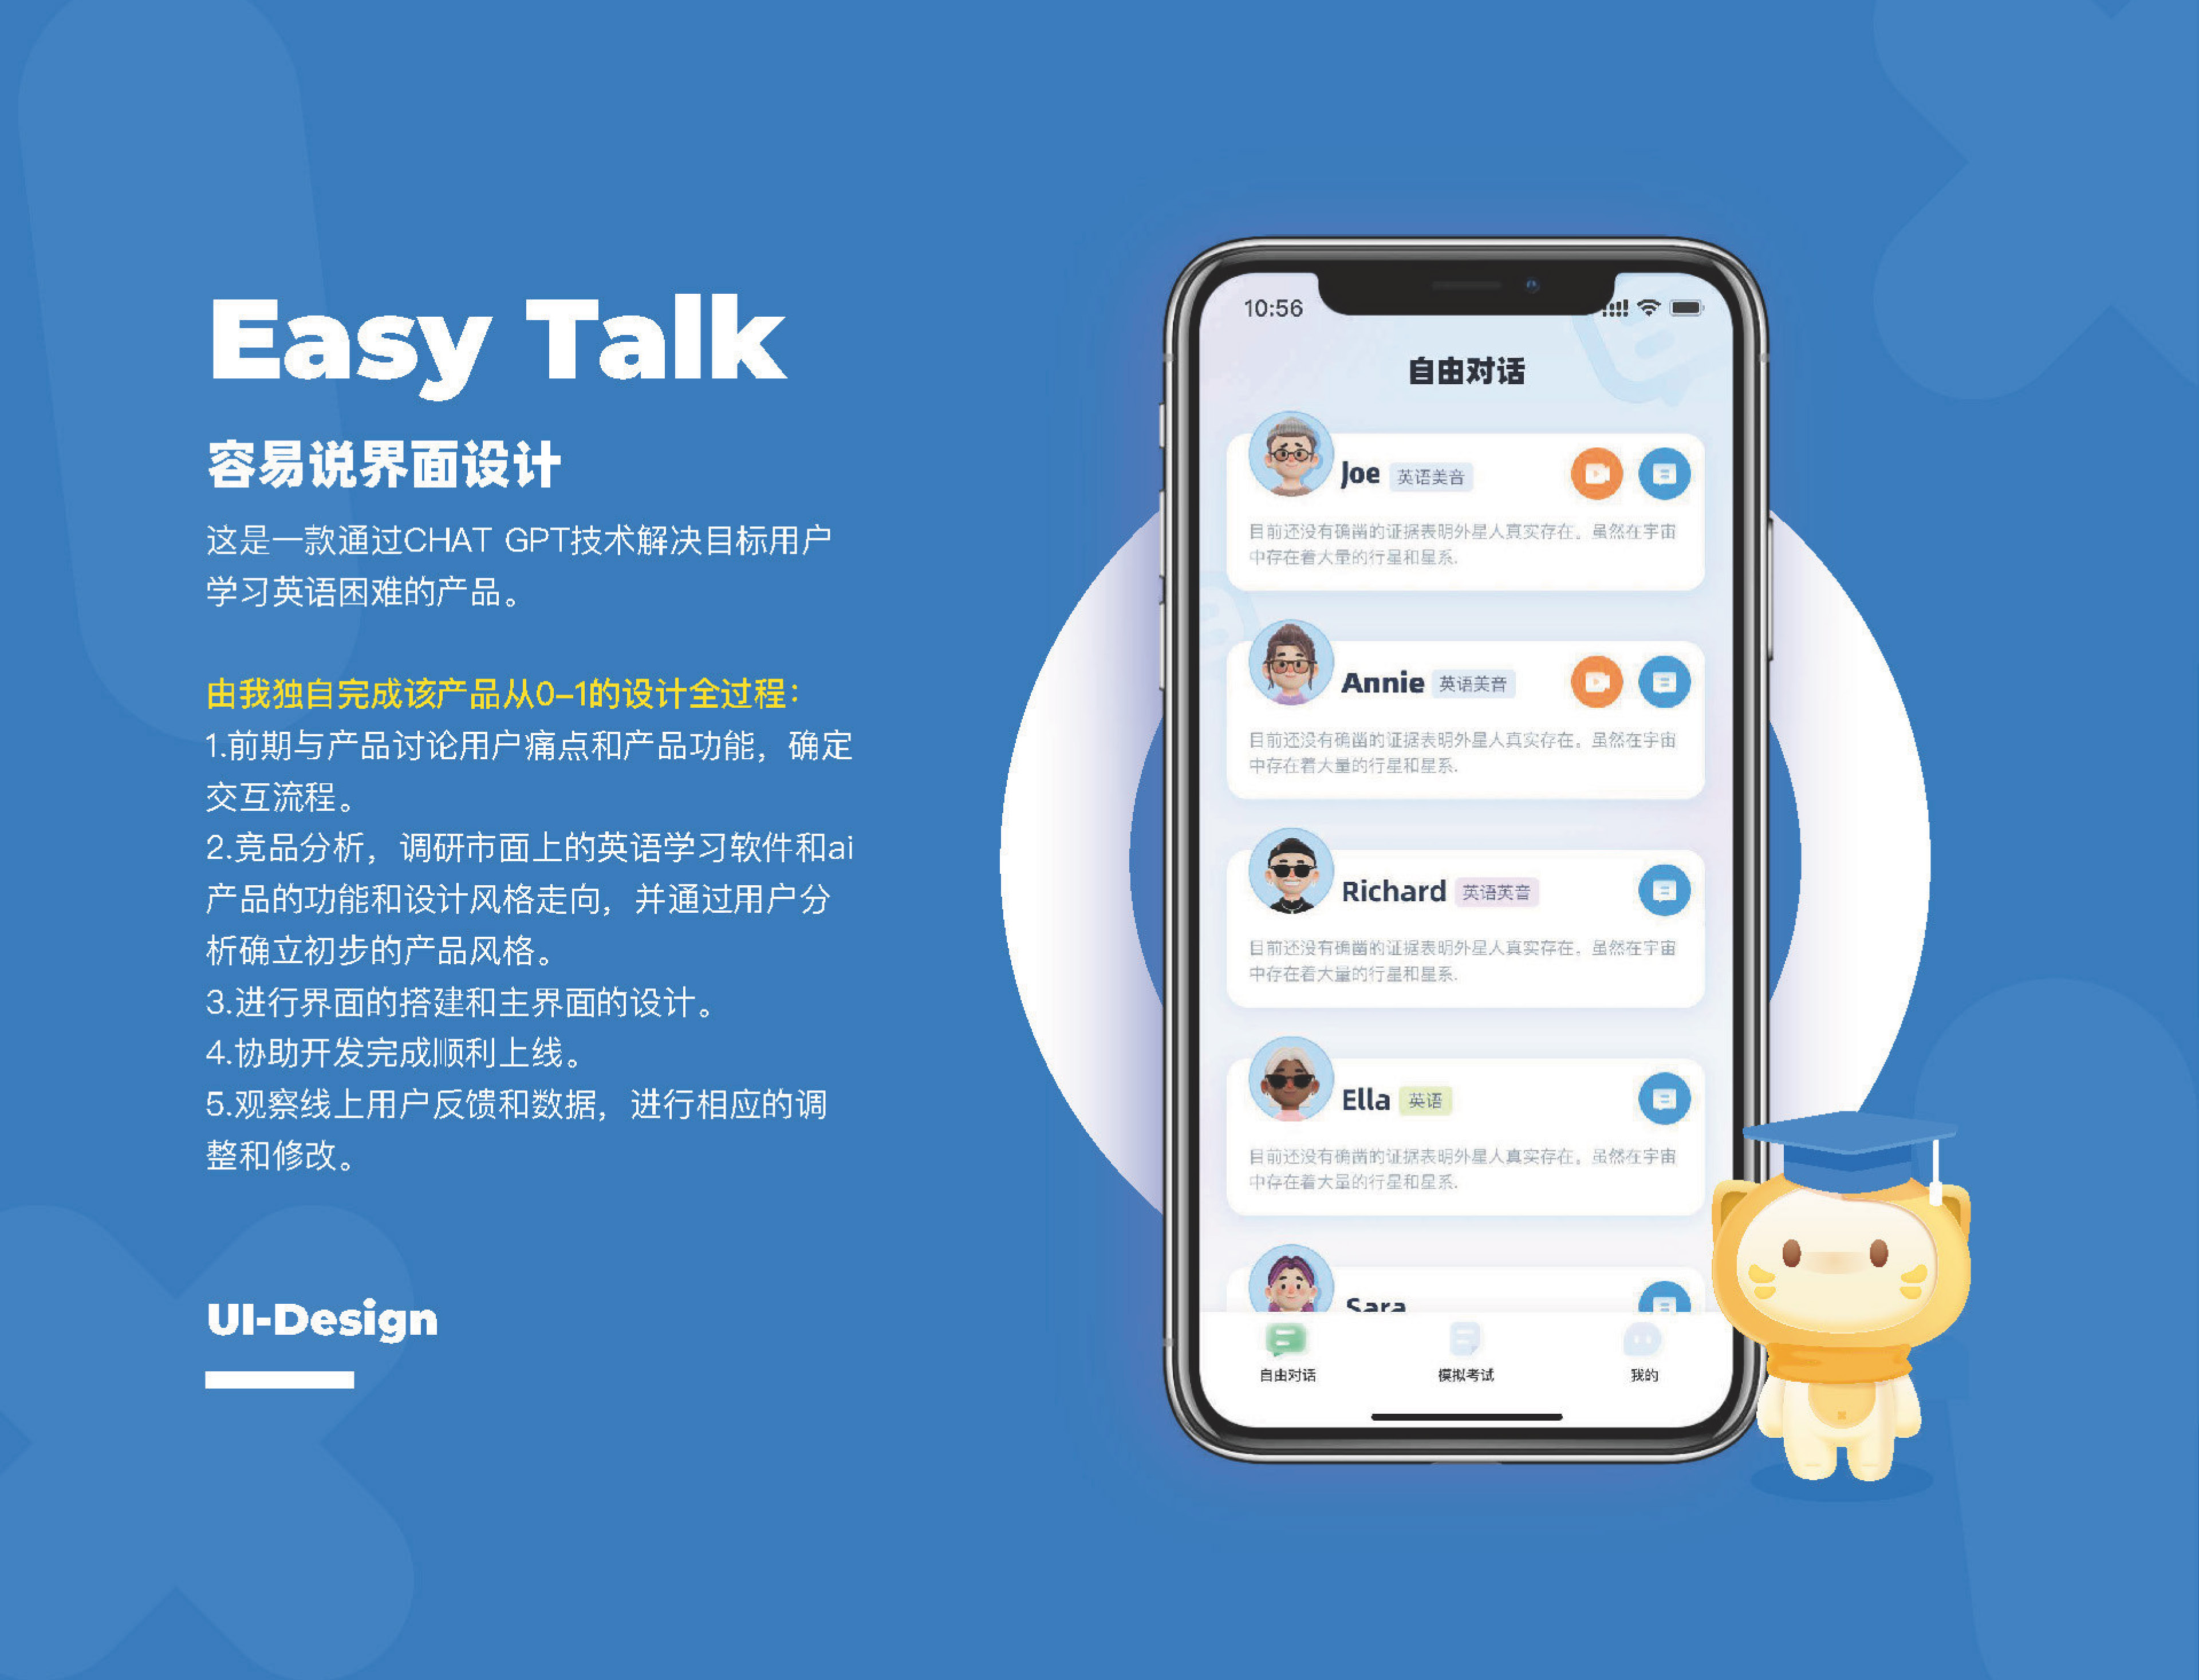 Easy Talk
容易说界面设计
这是一款通过CHAT GPT技术解决目标用户
学习英语困难的产品。
由我独自完成该产品从0-1的设计全过程：
1.前期与产品讨论用户痛点和产品功能，确定
交互流程。
2.竞品分析，调研市面上的英语学习软件和ai
产品的功能和设计风格走向，并通过用户分
析确立初步的产品风格。
3.进行界面的搭建和主界面的设计。
4.协助开发完成顺利上线。
5.观察线上用户反馈和数据，进行相应的调
整和修改。
UI-Design
10:56
自由对话
Joe 英语美音
目前还没有确凿的证据表明外星人真实存在。虽然在宇宙
中存在着大量的行星和星系.
Annie 英语美音
目前还没有确凿的证据表明外星人真实存在。虽然在宇宙
中存在着大量的行星和星系.
Richard 英语英音
目前还没有确凿的证据表明外星人真实存在。虽然在宇宙
中存在着大量的行星和星系.
Ella 英语
目前还没有确凿的证据表明外星人真实存在。虽然在宇宙
中存在着大量的行星和星系.
Sara
自由对话 模拟考试 我的